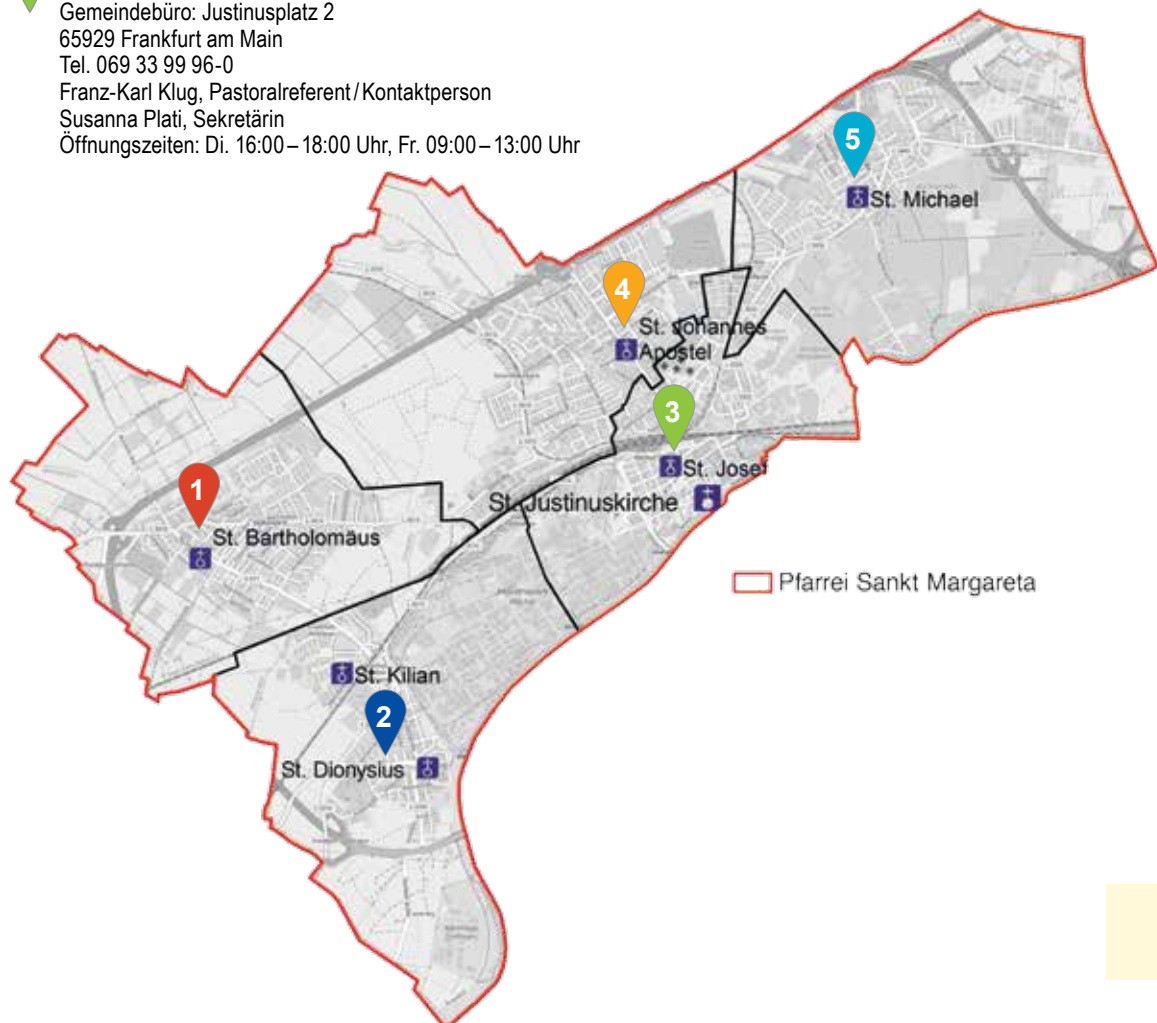 Gemeindebüro: Justinusplatz 2
65929 Frankfurt am Main
Tel. 069 33 99 96-0
Franz-Karl Klug, Pastoralreferent / Kontaktperson
Susanna Plati, Sekretärin
Öffnungszeiten: Di. 16:00 – 18:00 Uhr, Fr. 09:00 – 13:00 Uhr
5
St. Michael
4
St. Johannes
Apostel
3
St. Josef
St. Justinuskirche
1
St. Bartholomäus
Pfarrei Sankt Margareta
St. Kilian
2
St. Dionysius